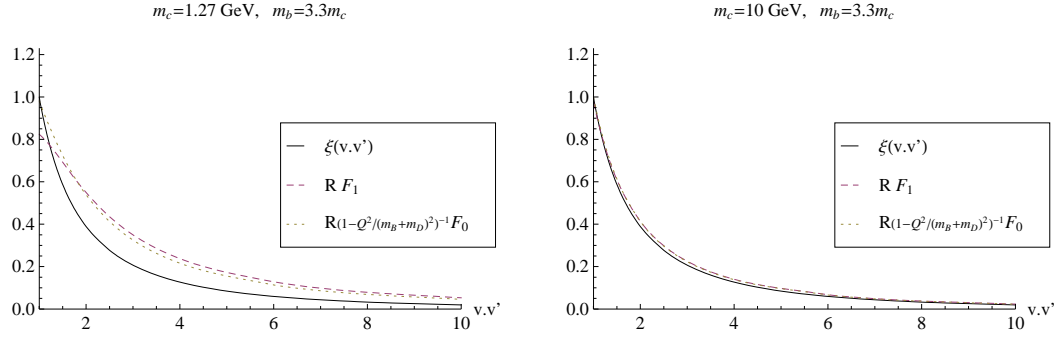 m_c=1.27 GeV, m_b=3.3m_c
1.2
1.0
0.8
0.6
0.4
0.2
0.0
2
4
6
8
10
v.v'
ξ(v.v')
R F_1
R(1-Q^2/(m_B+m_D)^2)^{-1}F_0
m_c=10 GeV, m_b=3.3m_c
1.2
1.0
0.8
0.6
0.4
0.2
0.0
2
4
6
8
10
v.v'
ξ(v.v')
R F_1
R(1-Q^2/(m_B+m_D)^2)^{-1}F_0